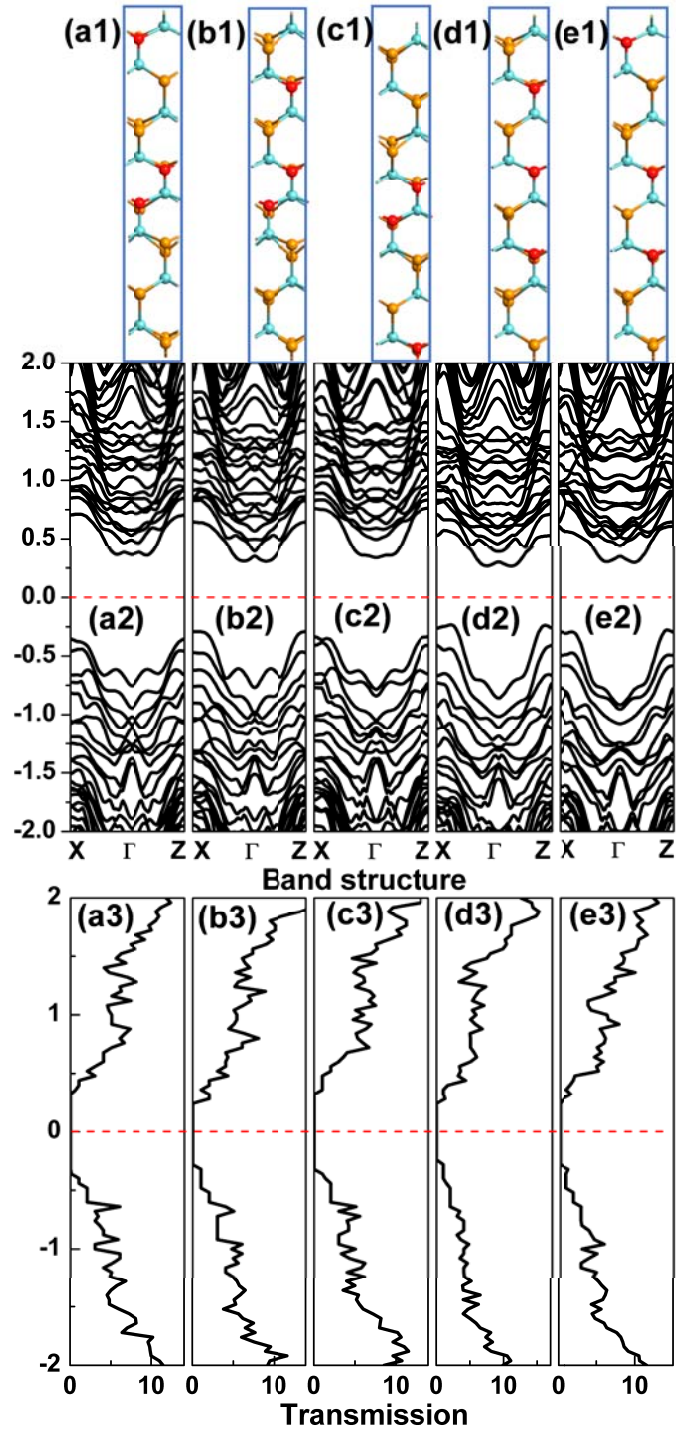 (a1) (b1) (c1) (d1) (e1)
2.0
1.5
1.0
0.5
0.0
(a2) (b2) (c2) (d2) (e2)
-0.5
-1.0
-1.5
-2.0
X Γ Z X Γ Z X Γ Z X Γ Z X Γ Z
Band structure
2
(a3) (b3) (c3) (d3) (e3)
1
0
-1
-2
0 10 0 10 0 10 0 10 0 10
Transmission